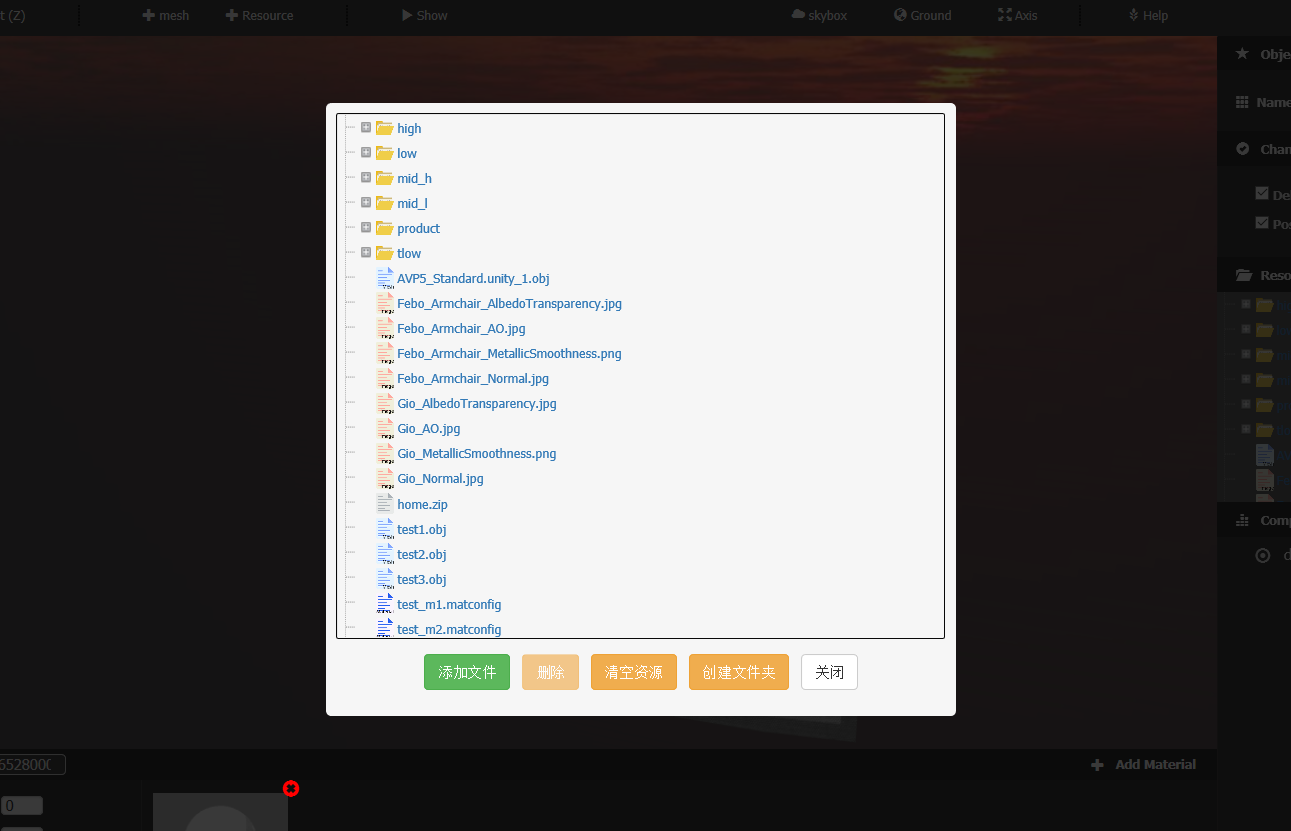 t (Z)
mesh
Resource
Show
skybox
Ground
Axis
Help
high
low
mid_h
mid_l
product
tlow
AVP5_Standard.unity_1.obj
Febo_Armchair_AlbedoTransparency.jpg
Febo_Armchair_AO.jpg
Febo_Armchair_MetallicSmoothness.png
Febo_Armchair_Normal.jpg
Gio_AlbedoTransparency.jpg
Gio_AO.jpg
Gio_MetallicSmoothness.png
Gio_Normal.jpg
home.zip
test1.obj
test2.obj
test3.obj
test_m1.matconfig
test_m2.matconfig
添加文件
删除
清空资源
创建文件夹
关闭
Obje
Name
Chan
De
Pos
Reso
Comp
6528000
Add Material
0